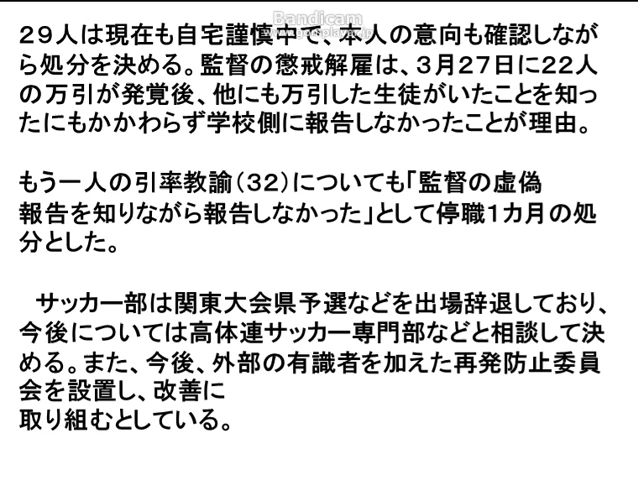 Bandicam
２９人は現在も自宅謹慎中で、本人の意向も確認しなが
ら処分を決める。監督の懲戒解雇は、３月２７日に２２人
の万引が発覚後、他にも万引した生徒がいたことを知っ
たにもかかわらず学校側に報告しなかったことが理由。
もう一人の引率教諭（３２）についても「監督の虚偽
報告を知りながら報告しなかった」として停職１カ月の処
分とした。
サッカー部は関東大会県予選などを出場辞退しており、
今後については高体連サッカー専門部などと相談して決
める。また、今後、外部の有識者を加えた再発防止委員
会を設置し、改善に
取り組むとしている。